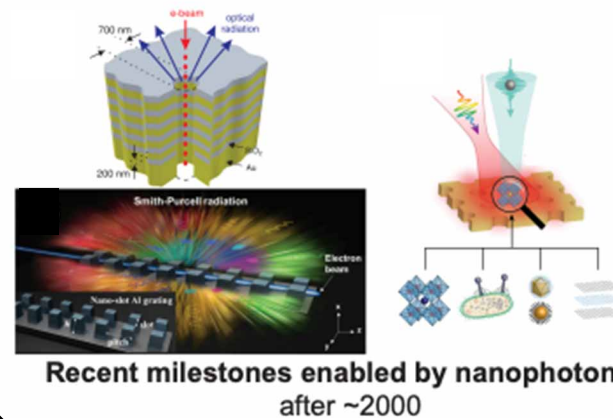 700 nm
e-beam
optical
radiation
200 nm
Au
Smith-Purcell radiation
Electron
beam
Nano-slot Al grating
slot
pitch
x
y
z
Recent milestones enabled by nanophoton
after ~2000